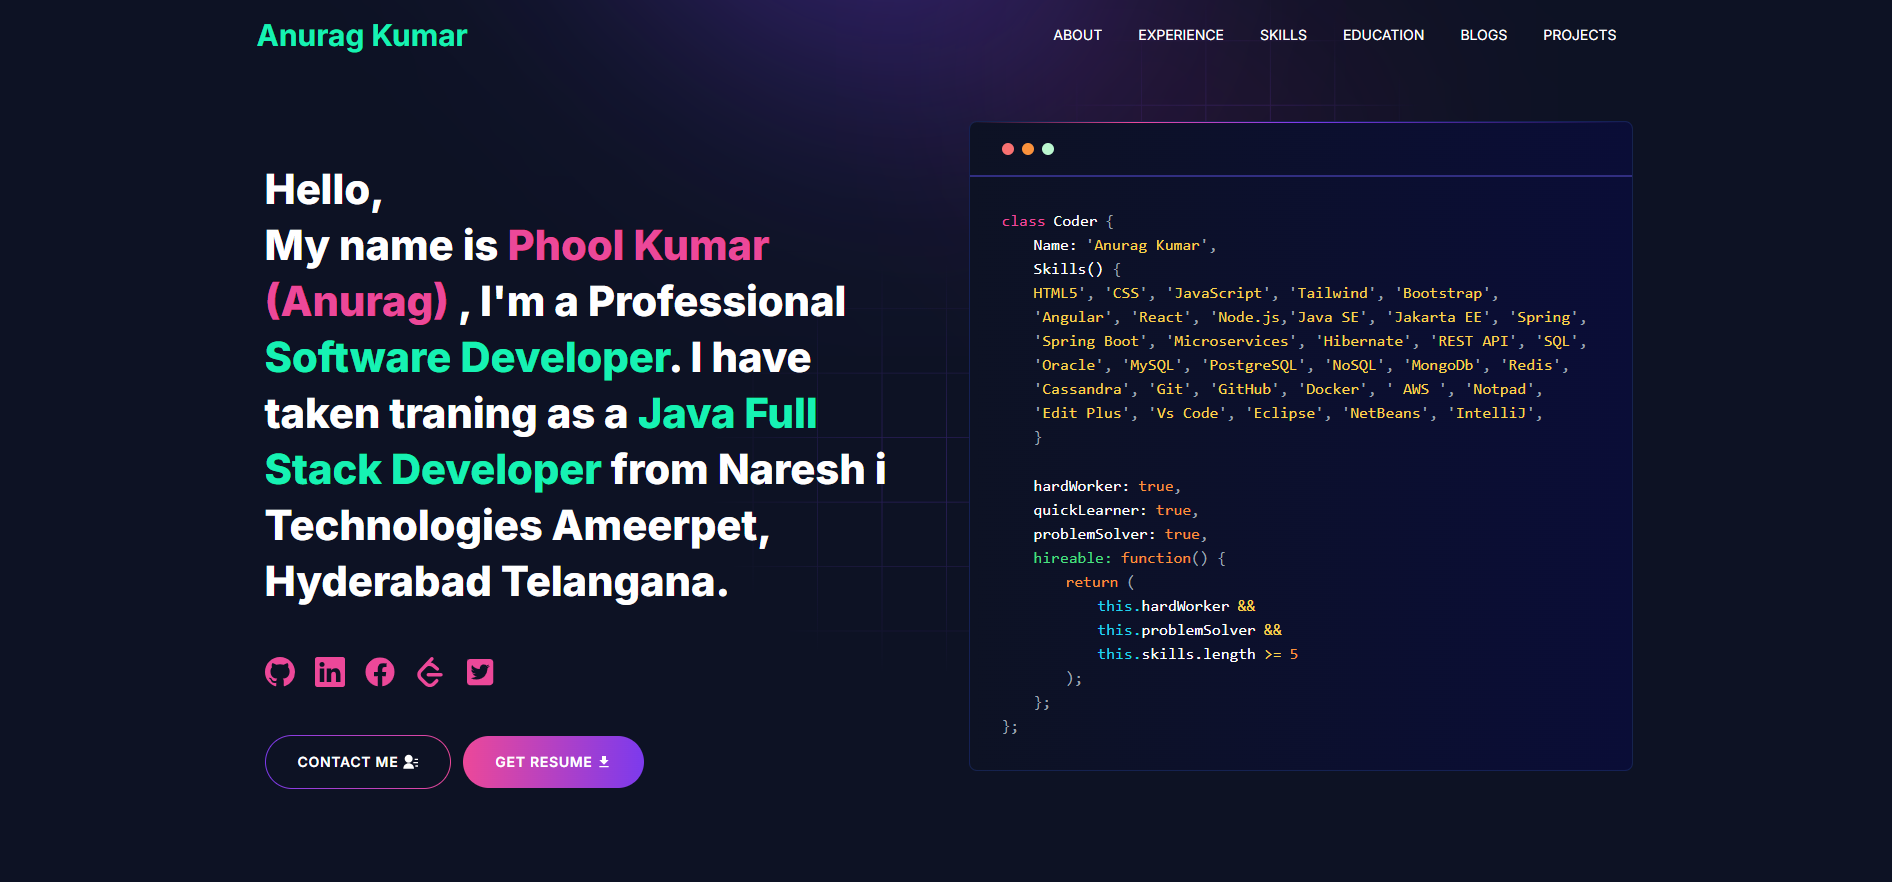 Anurag Kumar
ABOUT EXPERIENCE SKILLS EDUCATION BLOGS PROJECTS
Hello,
My name is Phool Kumar
(Anurag) , I'm a Professional
Software Developer. I have
taken traning as a Java Full
Stack Developer from Naresh i
Technologies Ameerpet,
Hyderabad Telangana.
CONTACT ME
GET RESUME
class Coder {
Name: 'Anurag Kumar',
Skills() {
HTML5', 'CSS', 'JavaScript', 'Tailwind', 'Bootstrap',
'Angular', 'React', 'Node.js,'Java SE', 'Jakarta EE', 'Spring',
'Spring Boot', 'Microservices', 'Hibernate', 'REST API', 'SQL',
'Oracle', 'MySQL', 'PostgreSQL', 'NoSQL', 'MongoDb', 'Redis',
'Cassandra', 'Git', 'GitHub', 'Docker', ' AWS ', 'Notpad',
'Edit Plus', 'Vs Code', 'Eclipse', 'NetBeans', 'IntelliJ',
}
hardWorker: true,
quickLearner: true,
problemSolver: true,
hireable: function() {
return (
this.hardWorker &&
this.problemSolver &&
this.skills.length >= 5
);
};
};